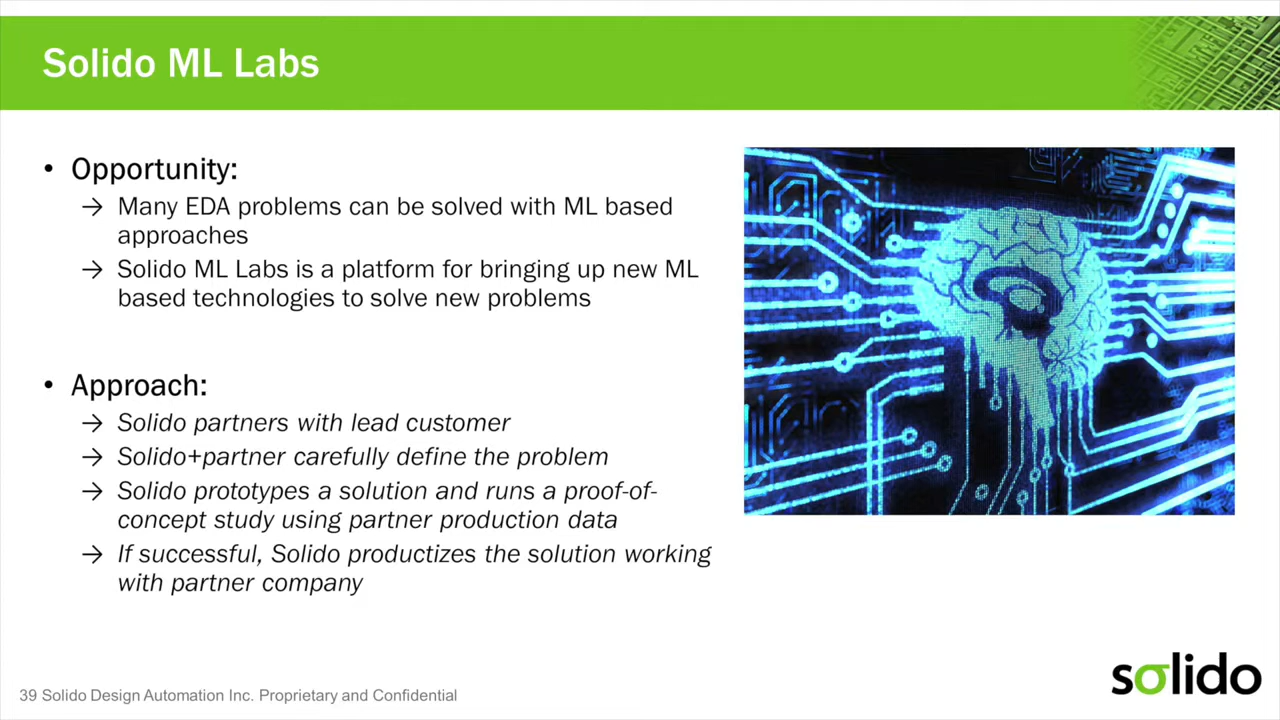 Solido ML Labs
• Opportunity:
→ Many EDA problems can be solved with ML based
approaches
→ Solido ML Labs is a platform for bringing up new ML
based technologies to solve new problems
• Approach:
→ Solido partners with lead customer
→ Solido+partner carefully define the problem
→ Solido prototypes a solution and runs a proof-of-
concept study using partner production data
→ If successful, Solido productizes the solution working
with partner company
39 Solido Design Automation Inc. Proprietary and Confidential
solido